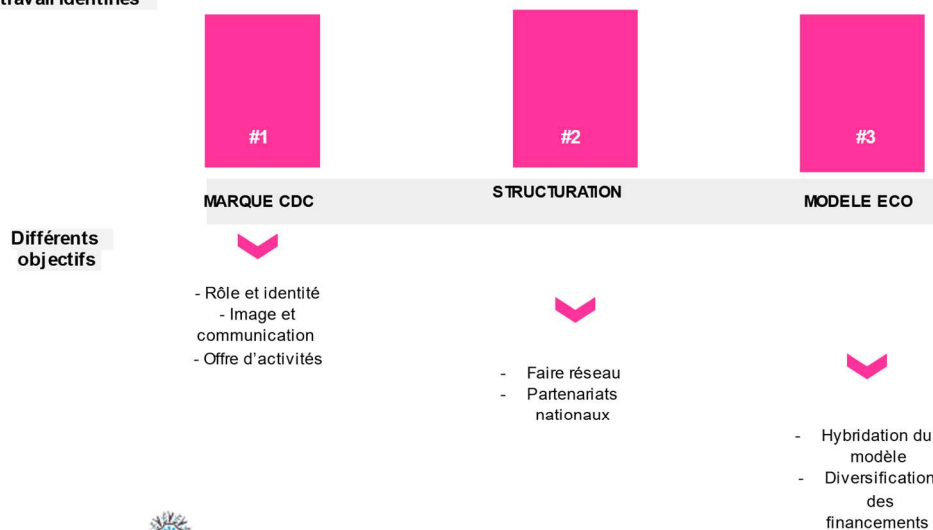 travail identifiés
#1
#2
#3
MARQUE CDC
STRUCTURATION
MODELE ECO
Différents
objectifs
- Rôle et identité
- Image et
communication
- Offre d'activités
- Faire réseau
- Partenariats
nationaux
- Hybridation du
modèle
- Diversification
des
financements